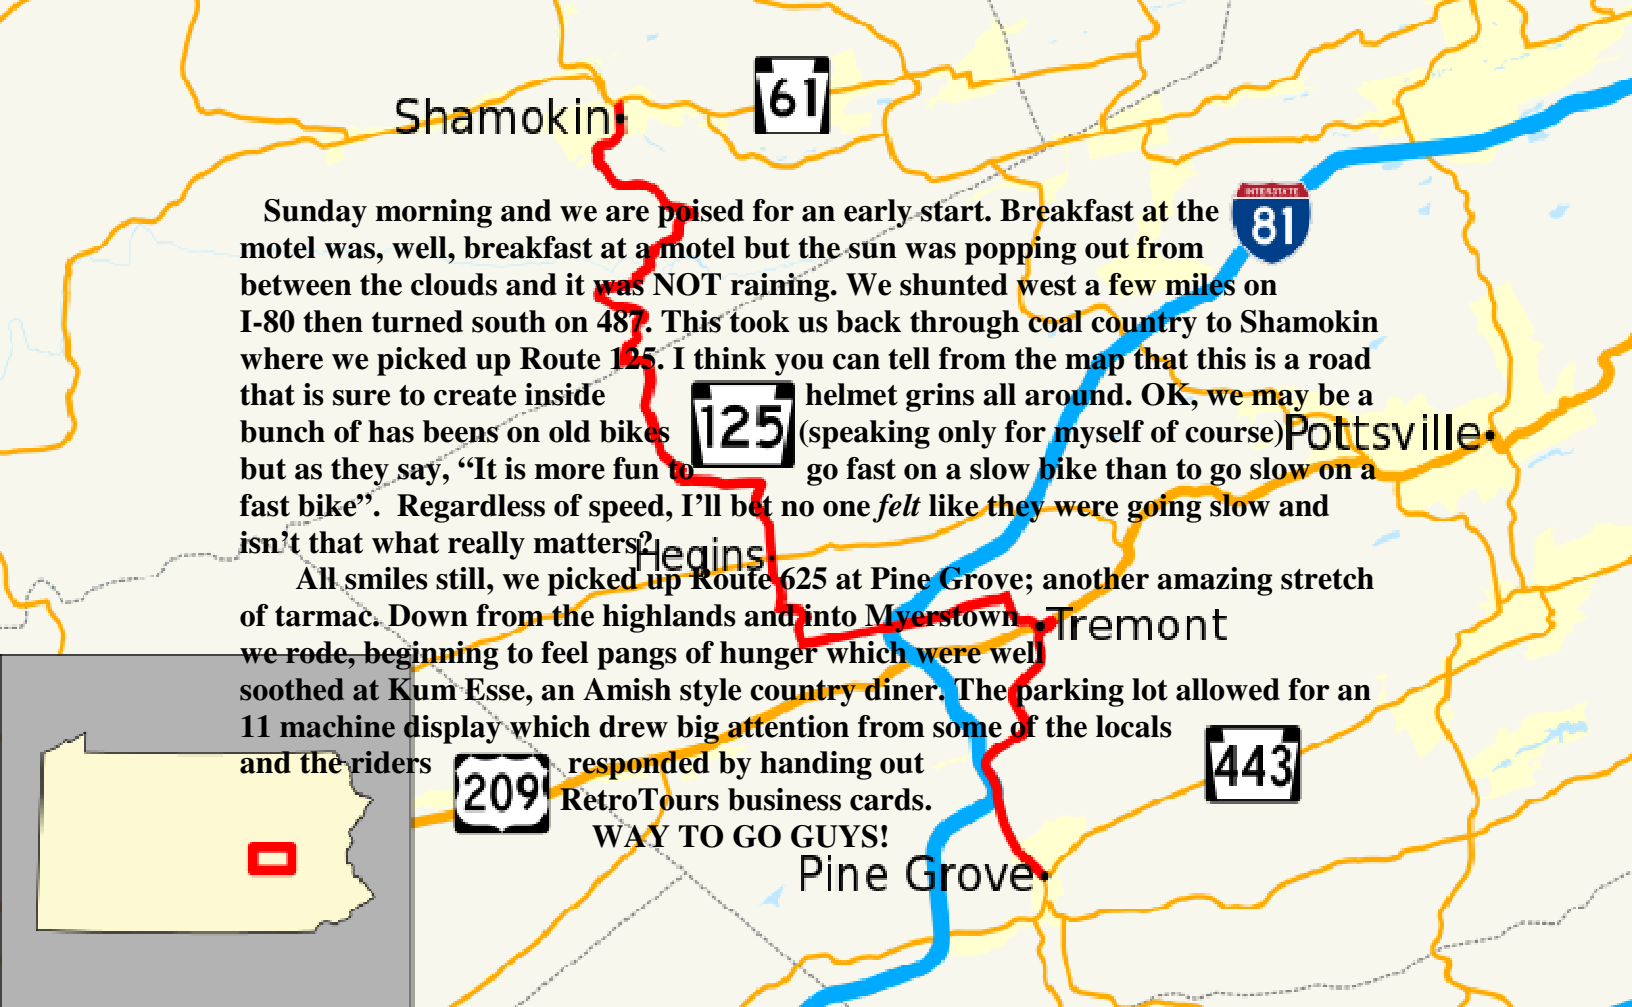 Shamokin
61
Sunday morning and we are poised for an early start. Breakfast at the
INTERSTATE
81
motel was, well, breakfast at a motel but the sun was popping out from
between the clouds and it was NOT raining. We shunted west a few miles on
I-80 then turned south on 487. This took us back through coal country to Shamokin
where we picked up Route 125. I think you can tell from the map that this is a road
that is sure to create inside helmet grins all around. OK, we may be a
125
bunch of has beens on old bikes (speaking only for myself of course)
Pottsville
but as they say, “It is more fun to go fast on a slow bike than to go slow on a
fast bike”.  Regardless of speed, I’ll bet no one felt like they were going slow and
isn’t that what really matters?
Hegins
All smiles still, we picked up Route 625 at Pine Grove; another amazing stretch
of tarmac. Down from the highlands and into Myerstown
Tremont
we rode, beginning to feel pangs of hunger which were well
soothed at Kum Esse, an Amish style country diner. The parking lot allowed for an
11 machine display which drew big attention from some of the locals
and the riders responded by handing out
443
209
RetroTours business cards.
WAY TO GO GUYS!
Pine Grove